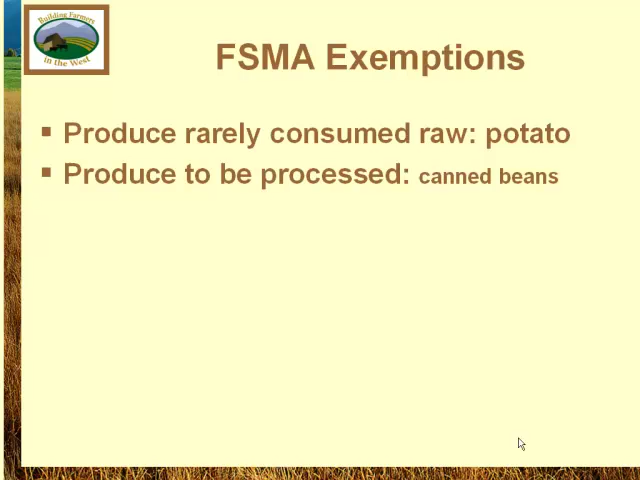 Building Farmers
in the West
FSMA Exemptions
▪ Produce rarely consumed raw: potato
▪ Produce to be processed: canned beans